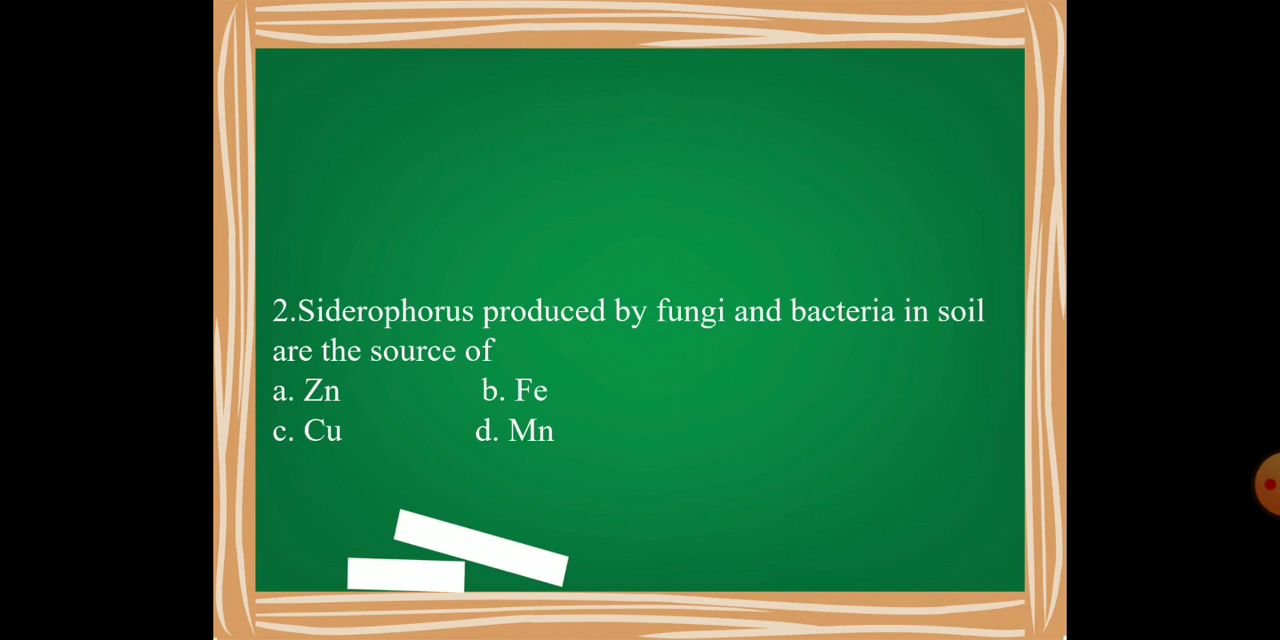 2.Siderophorus produced by fungi and bacteria in soil
are the source of
a. Zn b. Fe
c. Cu d. Mn